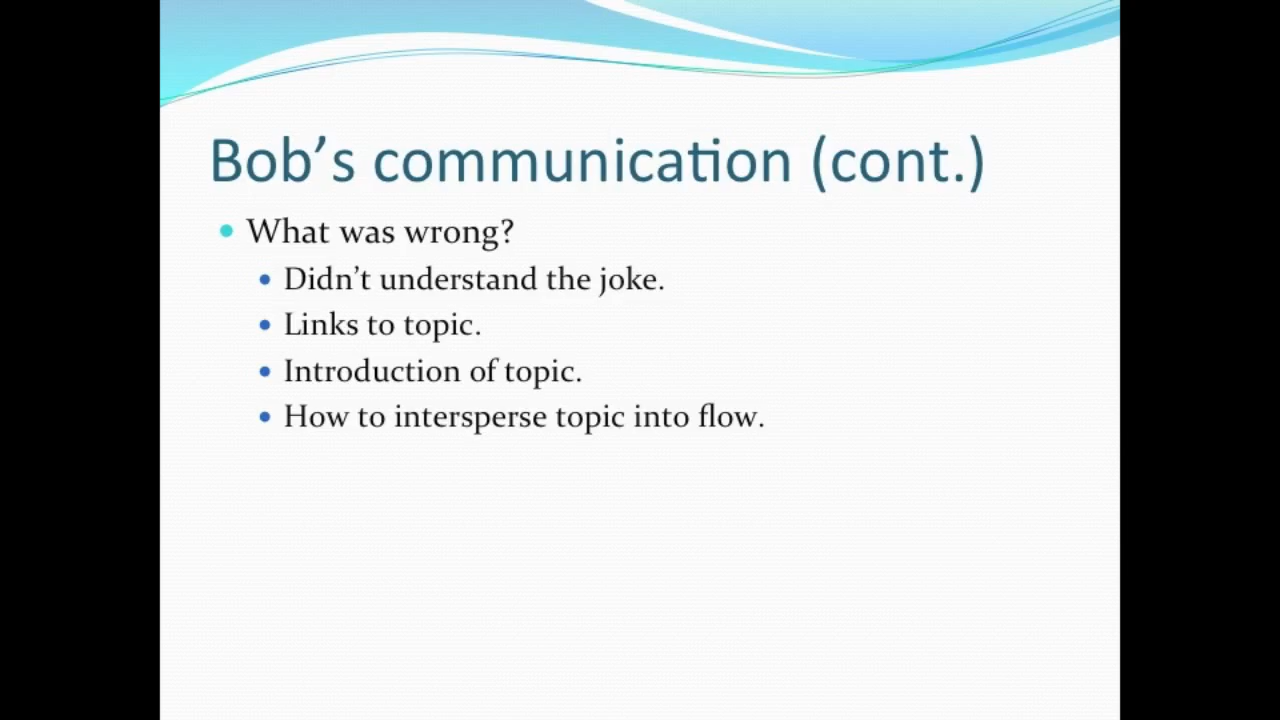 Bob’s communication (cont.)
What was wrong?
Didn’t understand the joke.
Links to topic.
Introduction of topic.
How to intersperse topic into flow.